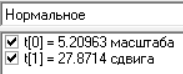 Нормальное
t[0] = 5.20963 масштаба
t[1] = 27.8714 сдвига